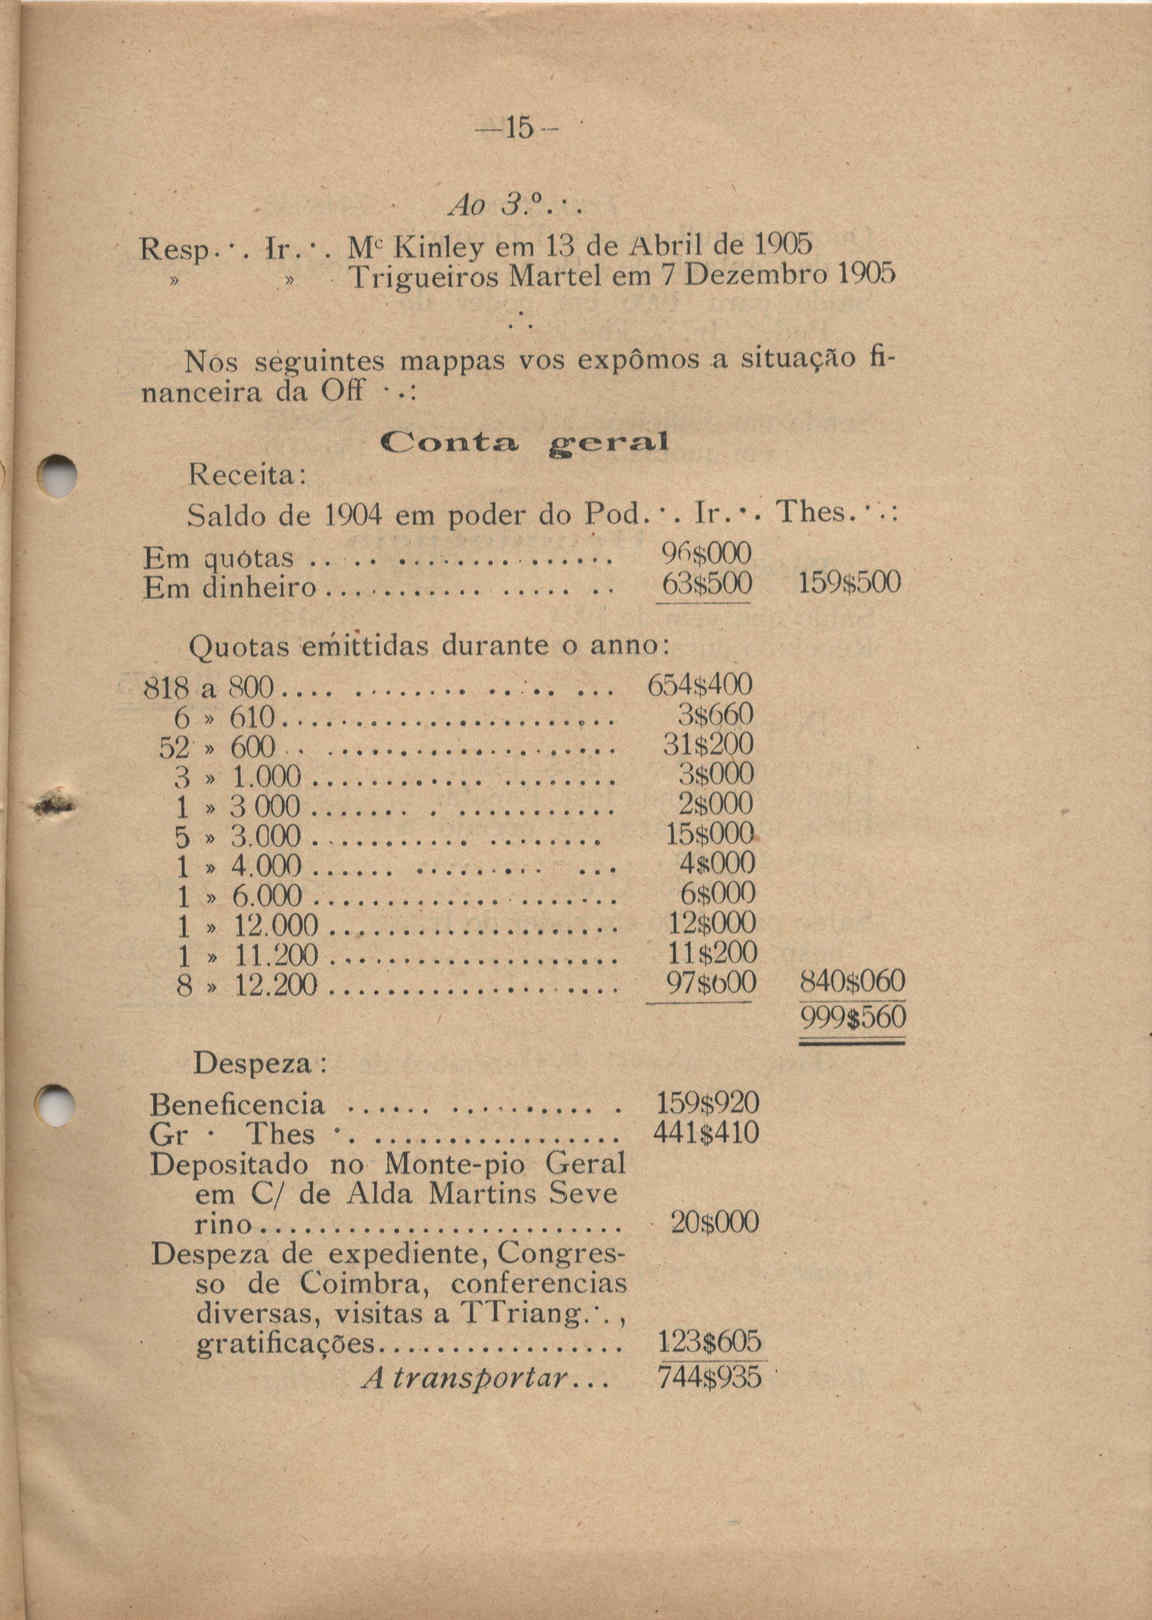 —15—
Ao 3.º.·.
Resp.·. Ir.·. Mc Kinley em 13 de Abril de 1905
» » Trigueiros Martel em 7 Dezembro 1905
.·.
Nos seguintes mappas vos expômos a situação fi-
nanceira da Off ·.:
Conta geral
Receita:
Saldo de 1904 em poder do Pod.·. Ir.·. Thes.·.:
Em quótas .................... 96$000
Em dinheiro .................... 63$500 159$500
Quotas emittidas durante o anno:
818 a 800.................... 654$400
6 » 610.................... 3$660
52 » 600.................... 31$200
3 » 1.000.................... 3$000
1 » 3 000.................... 2$000
5 » 3.000.................... 15$000
1 » 4.000.................... 4$000
1 » 6.000.................... 6$000
1 » 12.000.................... 12$000
1 » 11.200.................... 11$200
8 » 12.200.................... 97$600 840$060
999$560
Despeza:
Beneficencia .................... 159$920
Gr · Thes ·. .................... 441$410
Depositado no Monte-pio Geral
em C/ de Alda Martins Seve
rino.................... 20$000
Despeza de expediente, Congres-
so de Coimbra, conferencias
diversas, visitas a TTriang.·.,
gratificações.................... 123$605
A transportar... 744$935